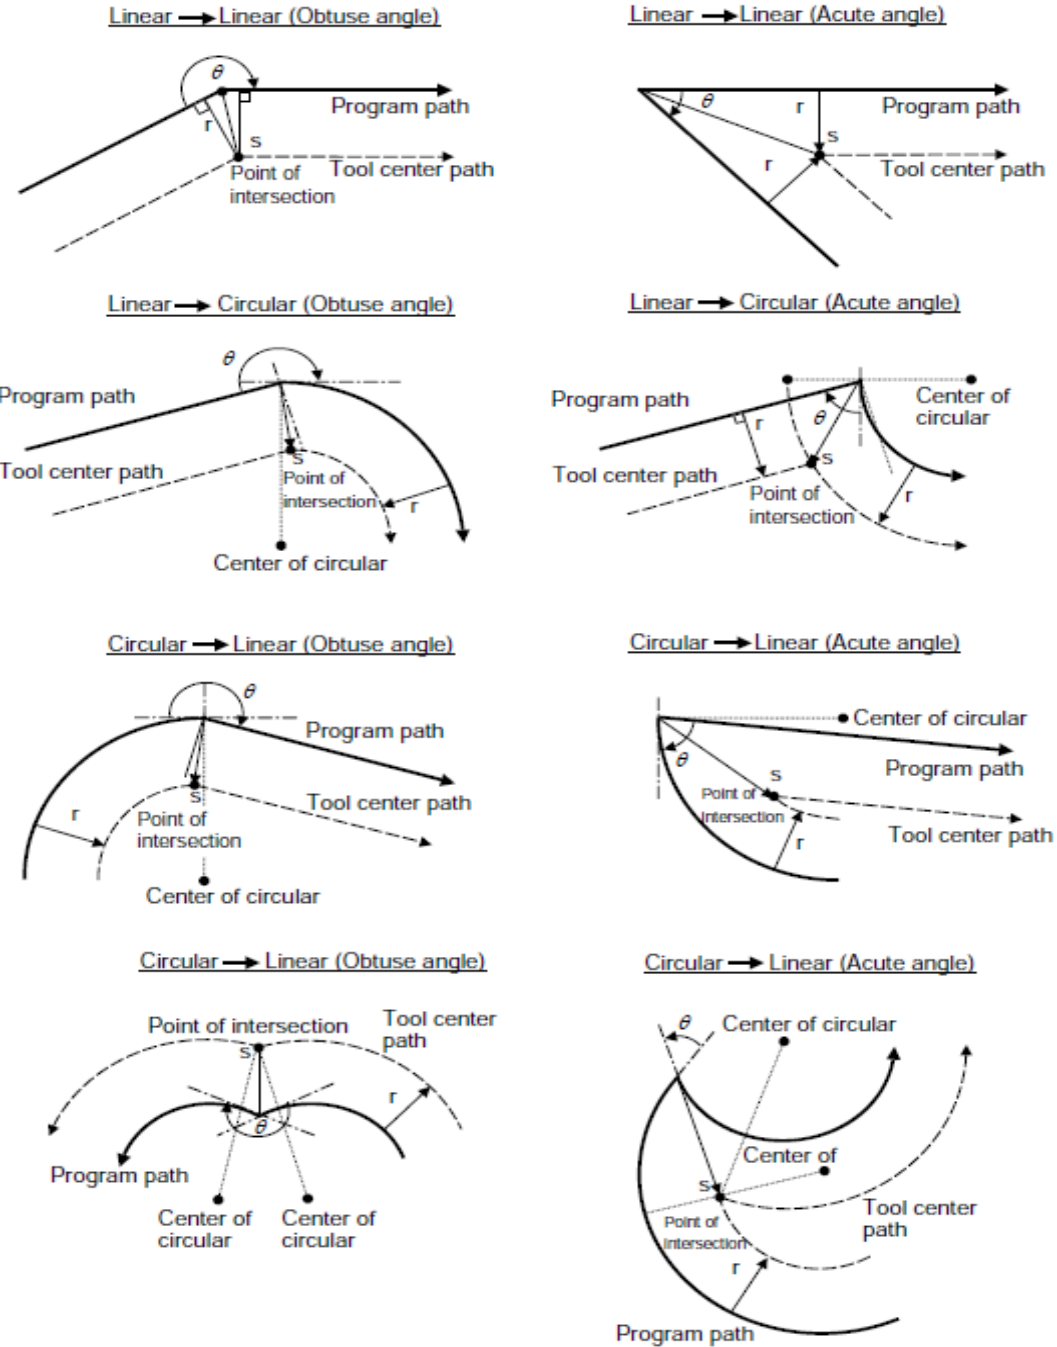 Linear → Linear (Obtuse angle)
θ
Program path
r
s
Point of
intersection
Tool center path
Linear → Linear (Acute angle)
θ
r
Program path
s
r
Tool center path
Linear → Circular (Obtuse angle)
θ
Program path
Tool center path
s
Point of
intersection
r
Center of circular
Linear → Circular (Acute angle)
Program path
Center of
circular
r
θ
s
Tool center path
Point of
intersection
r
Circular → Linear (Obtuse angle)
θ
Program path
s
Tool center path
r
Point of
intersection
Center of circular
Circular → Linear (Acute angle)
Center of circular
θ
Program path
s
Point of
intersection
Tool center path
r
Circular → Linear (Obtuse angle)
Point of intersection
Tool center
path
s
r
θ
Program path
Center of
circular
Center of
circular
Circular → Linear (Acute angle)
θ
Center of circular
Center of
s
Point of
intersection
Tool center
path
r
Program path